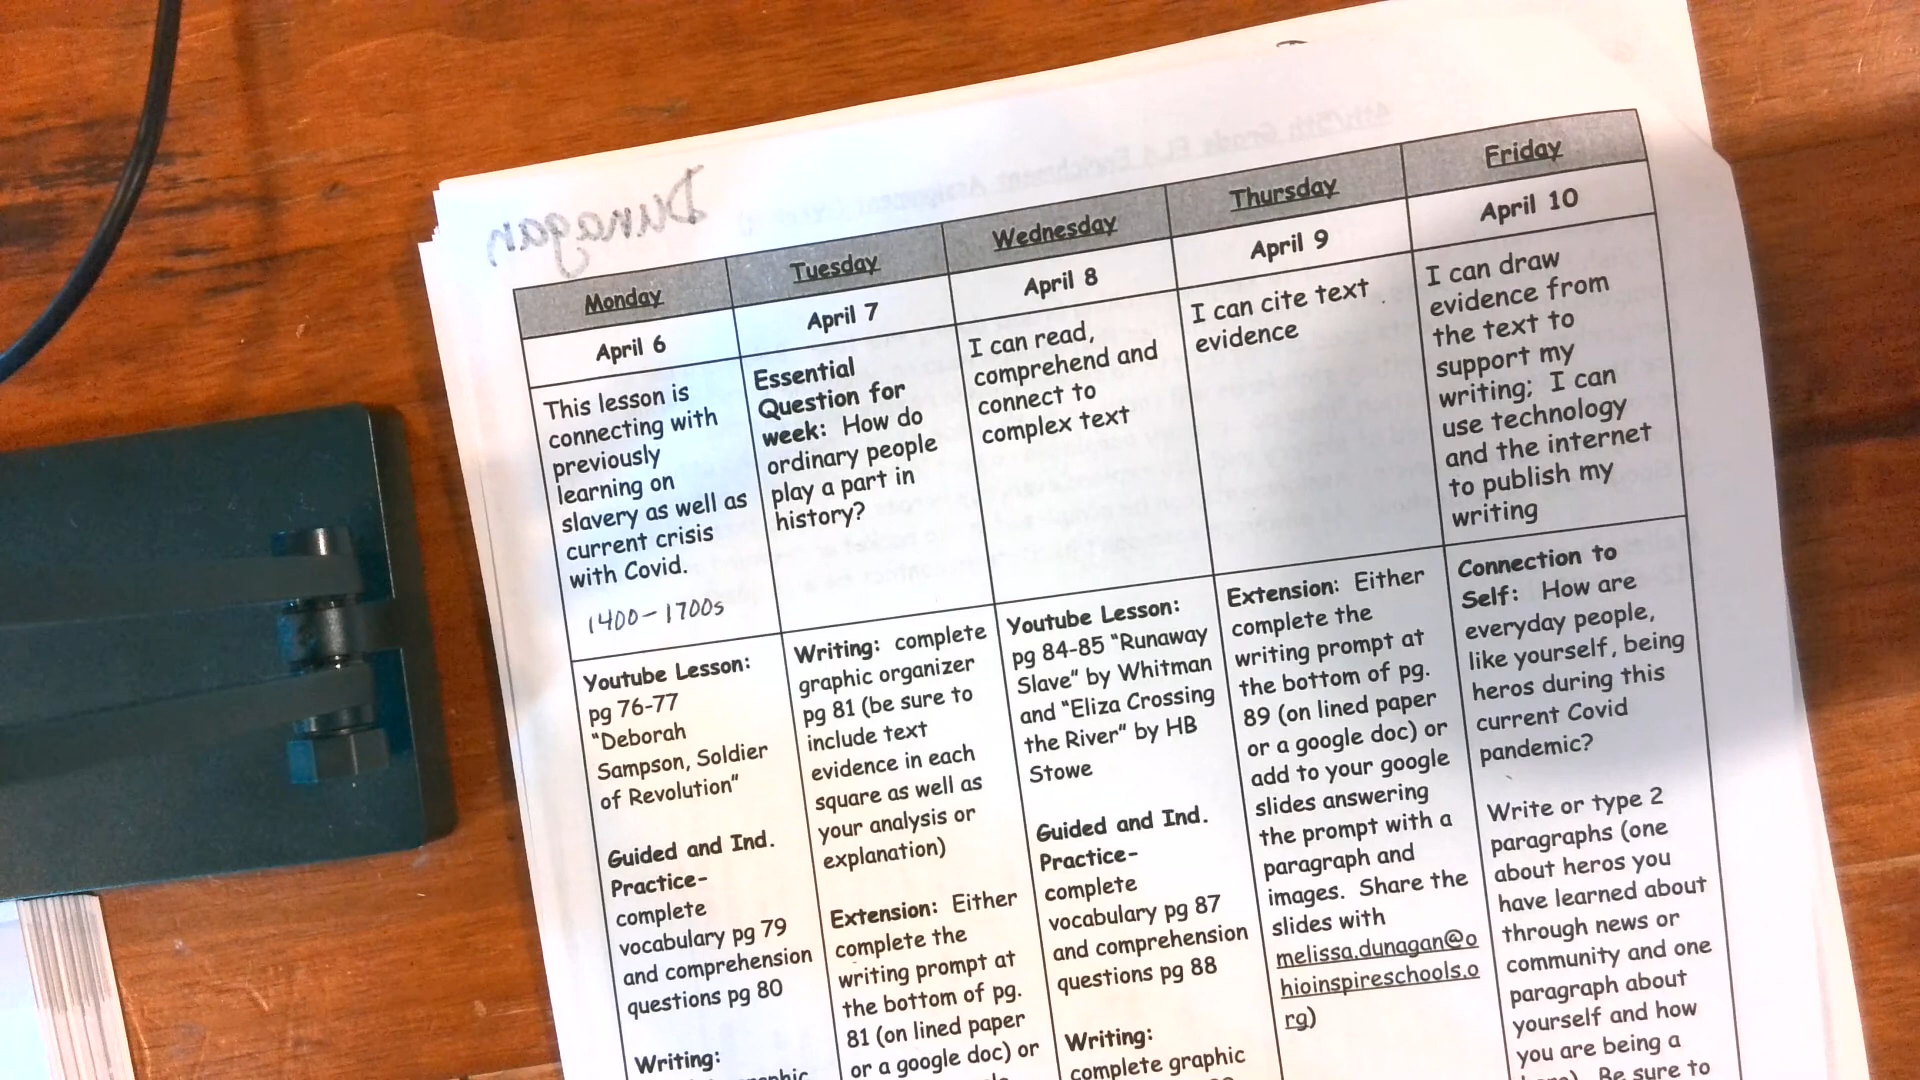 Dunagan
4th/5th Grade ELA Enrichment Assignment
Monday
Tuesday
Wednesday
Thursday
Friday
April 6
April 7
April 8
April 9
April 10
This lesson is
connecting with
previously
learning on
slavery as well as
current crisis
with Covid.
1400-1700s
Essential
Question for
week: How do
ordinary people
play a part in
history?
I can read,
comprehend and
connect to
complex text
I can cite text
evidence
I can draw
evidence from
the text to
support my
writing; I can
use technology
and the internet
to publish my
writing
Youtube Lesson:
pg 76-77
"Deborah
Sampson, Soldier
of Revolution"
Guided and Ind.
Practice-
complete
vocabulary pg 79
and comprehension
questions pg 80
Writing:
Writing: complete
graphic organizer
pg 81 (be sure to
include text
evidence in each
square as well as
your analysis or
explanation)
Extension: Either
complete the
writing prompt at
the bottom of pg.
81 (on lined paper
or a google doc) or
Youtube Lesson:
pg 84-85 "Runaway
Slave" by Whitman
and "Eliza Crossing
the River" by HB
Stowe
Guided and Ind.
Practice-
complete
vocabulary pg 87
and comprehension
questions pg 88
Writing:
complete graphic
Extension: Either
complete the
writing prompt at
the bottom of pg.
89 (on lined paper
or a google doc) or
add to your google
slides answering
the prompt with a
paragraph and
images. Share the
slides with
melissa.dunagan@o
hioinspireschools.o
rg)
Connection to
Self: How are
everyday people,
like yourself, being
heros during this
current Covid
pandemic?
Write or type 2
paragraphs (one
about heros you
have learned about
through news or
community and one
paragraph about
yourself and how
you are being a
Be sure to